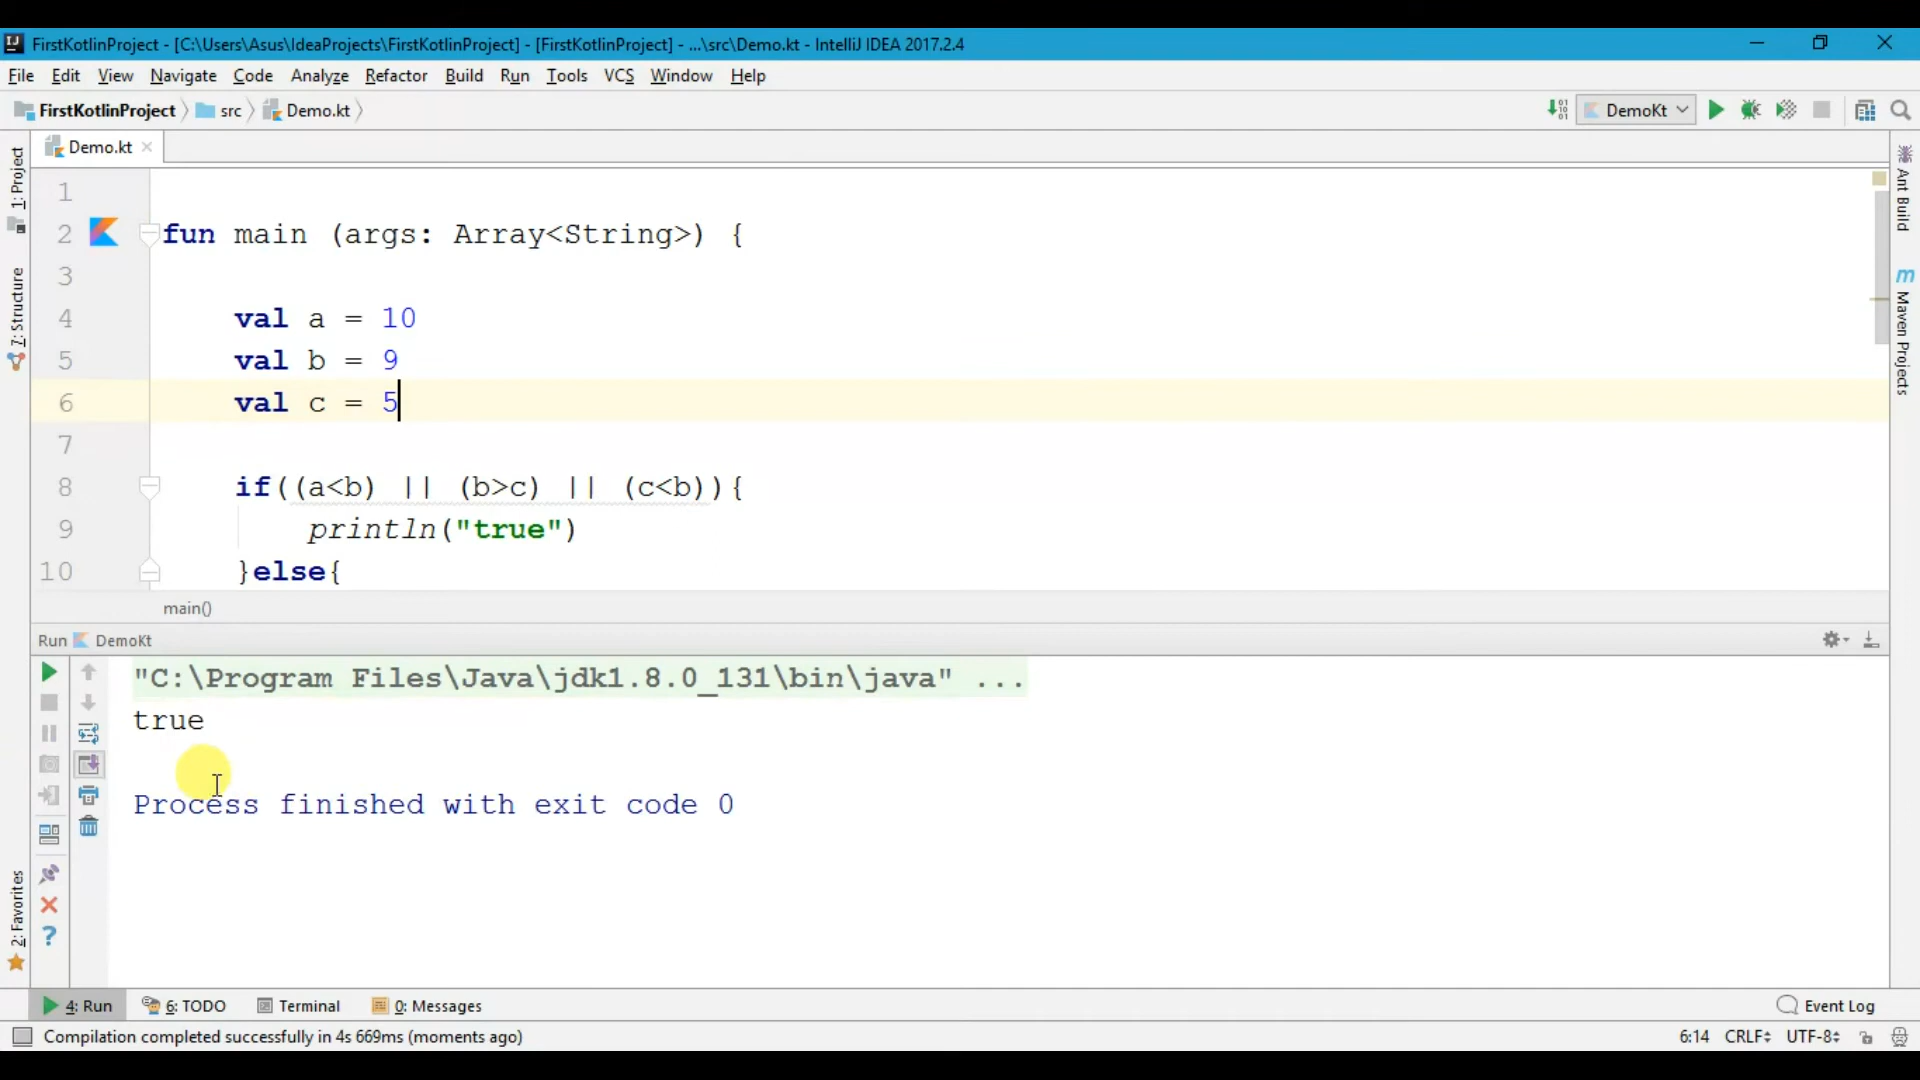 FirstKotlinProject - [C:\Users\Asus\IdeaProjects\FirstKotlinProject] - [FirstKotlinProject] - ...\src\Demo.kt - IntelliJ IDEA 2017.2.4
File Edit View Navigate Code Analyze Refactor Build Run Tools VCS Window Help
FirstKotlinProject src Demo.kt DemoKt
Demo.kt
1: Project
7: Structure
2: Favorites
Ant Build
m Maven Projects
1
2 fun main (args: Array<String>) {
3
4 val a = 10
5 val b = 9
6 val c = 5
7
8 if((a<b) || (b>c) || (c<b)){
9 println("true")
10 }else{
main()
Run DemoKt
"C:\Program Files\Java\jdk1.8.0_131\bin\java" ...
true
Process finished with exit code 0
4: Run 6: TODO Terminal 0: Messages Event Log
Compilation completed successfully in 4s 669ms (moments ago) 6:14 CRLF UTF-8